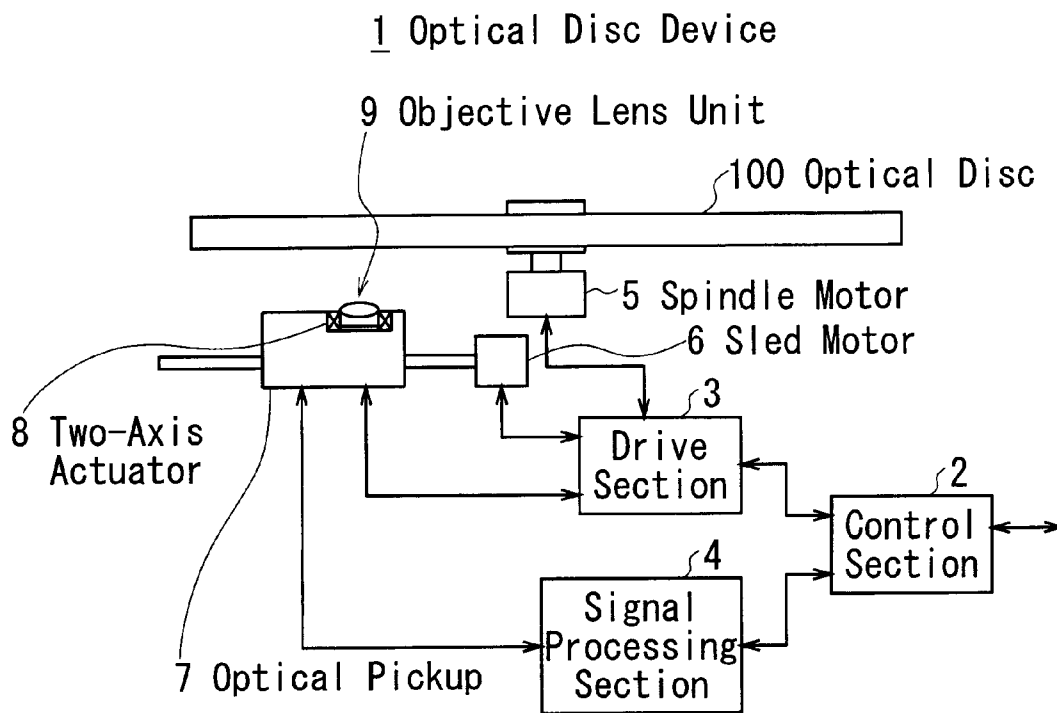 1 Optical Disc Device
9 Objective Lens Unit
100 Optical Disc
5 Spindle Motor
6 Sled Motor
8 Two-Axis
Actuator
3
Drive
Section
2
Control
Section
4
Signal
Processing
Section
7 Optical Pickup